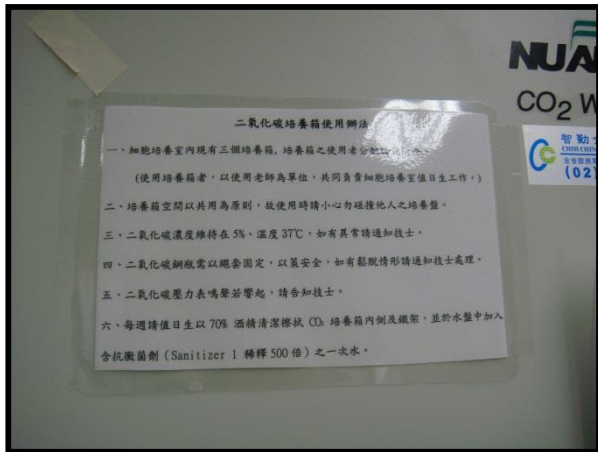 二氧化碳培養箱使用辦法
一、細胞培養室內現有三個培養箱, 培養箱之使用者分配
(使用培養箱者，以使用老師為單位，共同負責細胞培養室值日生工作。)
二、培養箱空間以共用為原則，故使用時請小心勿碰撞他人之培養盤。
三、二氧化碳濃度維持在 5%、溫度 37℃，如有異常請通知技士。
四、二氧化碳鋼瓶需以繩套固定，以策安全，如有鬆脫情形請通知技士處理。
五、二氧化碳壓力表鳴聲若響起，請告知技士。
六、每週請值日生以 70% 酒精清潔擦拭 CO₂ 培養箱內側及鐵架，並於水盤中加入
含抗黴菌劑（Sanitizer 1 稀釋 500 倍）之一次水。
NUA
CO₂ W
智勤
CHIH CHIN
(02)